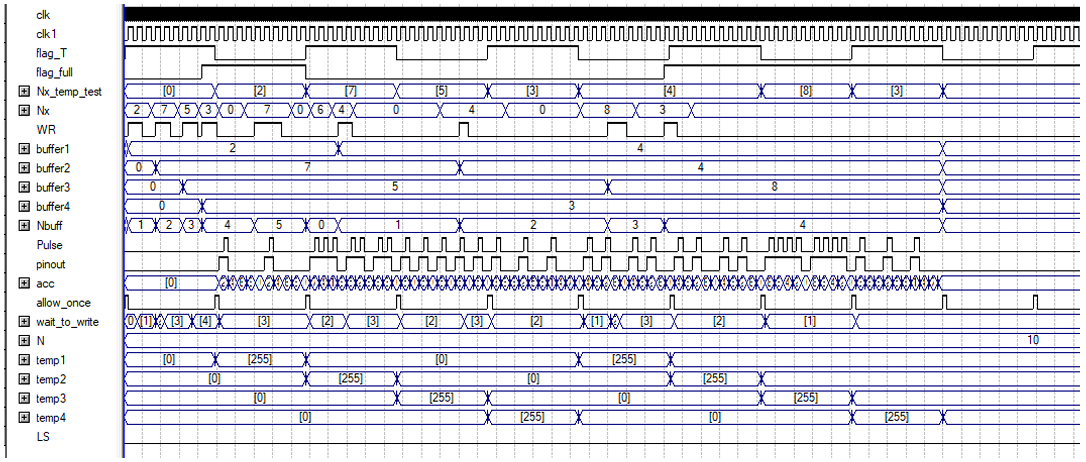 clk
clk1
flag_T
flag_full
Nx_temp_test [0] [2] [7] [5] [3] [4] [8] [3]
Nx 2 7 5 3 0 7 0 6 4 0 4 0 8 3
WR
buffer1 2 4
buffer2 0 7 4
buffer3 0 5 8
buffer4 0 3
Nbuff 1 2 3 4 5 0 1 2 3 4
Pulse
pinout
acc [0]
allow_once
wait_to_write 0 [1] [3] [4] [3] [2] [3] [2] [3] [2] [1] [3] [2] [1]
N 10
temp1 [0] [255] [0] [255]
temp2 [0] [255] [0] [255]
temp3 [0] [255] [0] [255]
temp4 [0] [255] [0] [255]
LS